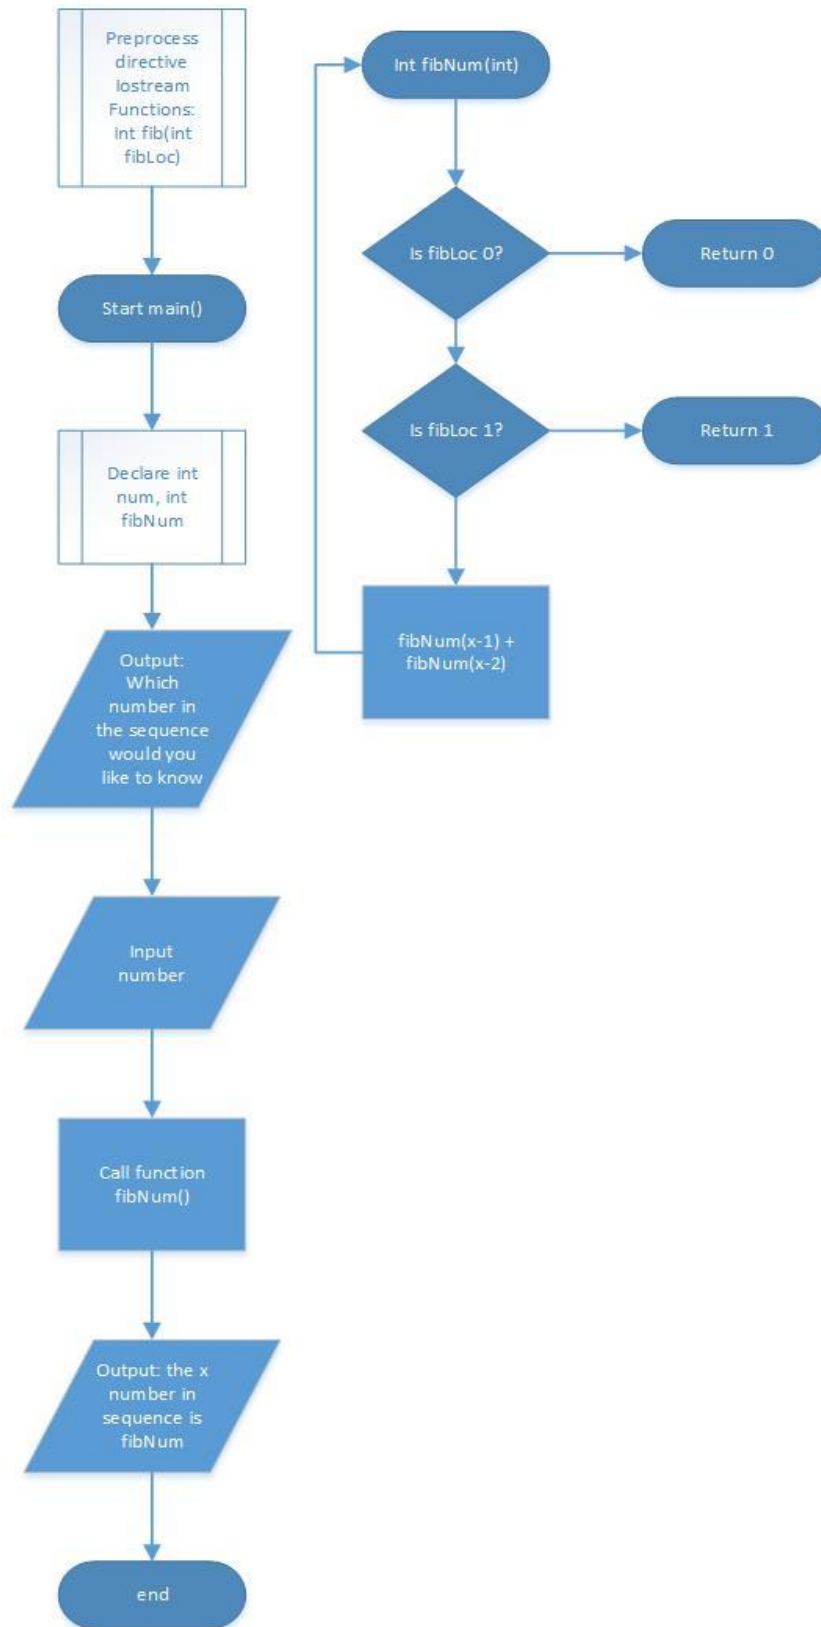 Preprocess
directive
Iostream
Functions:
Int fib(int
fibLoc)
Start main()
Declare int
num, int
fibNum
Output:
Which
number in
the sequence
would you
like to know
Input
number
Call function
fibNum()
Output: the x
number in
sequence is
fibNum
end
Int fibNum(int)
Is fibLoc 0?
Return 0
Is fibLoc 1?
Return 1
fibNum(x-1) +
fibNum(x-2)